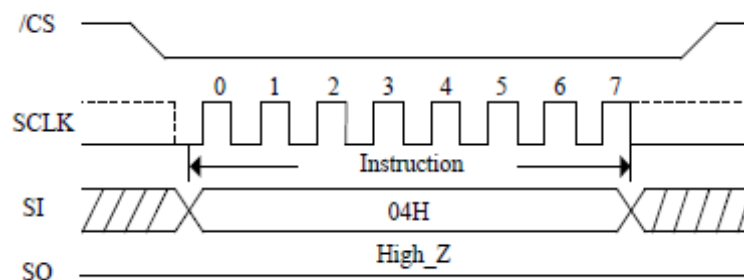 /CS
0 1 2 3 4 5 6 7
SCLK
Instruction
SI
04H
High_Z
SO